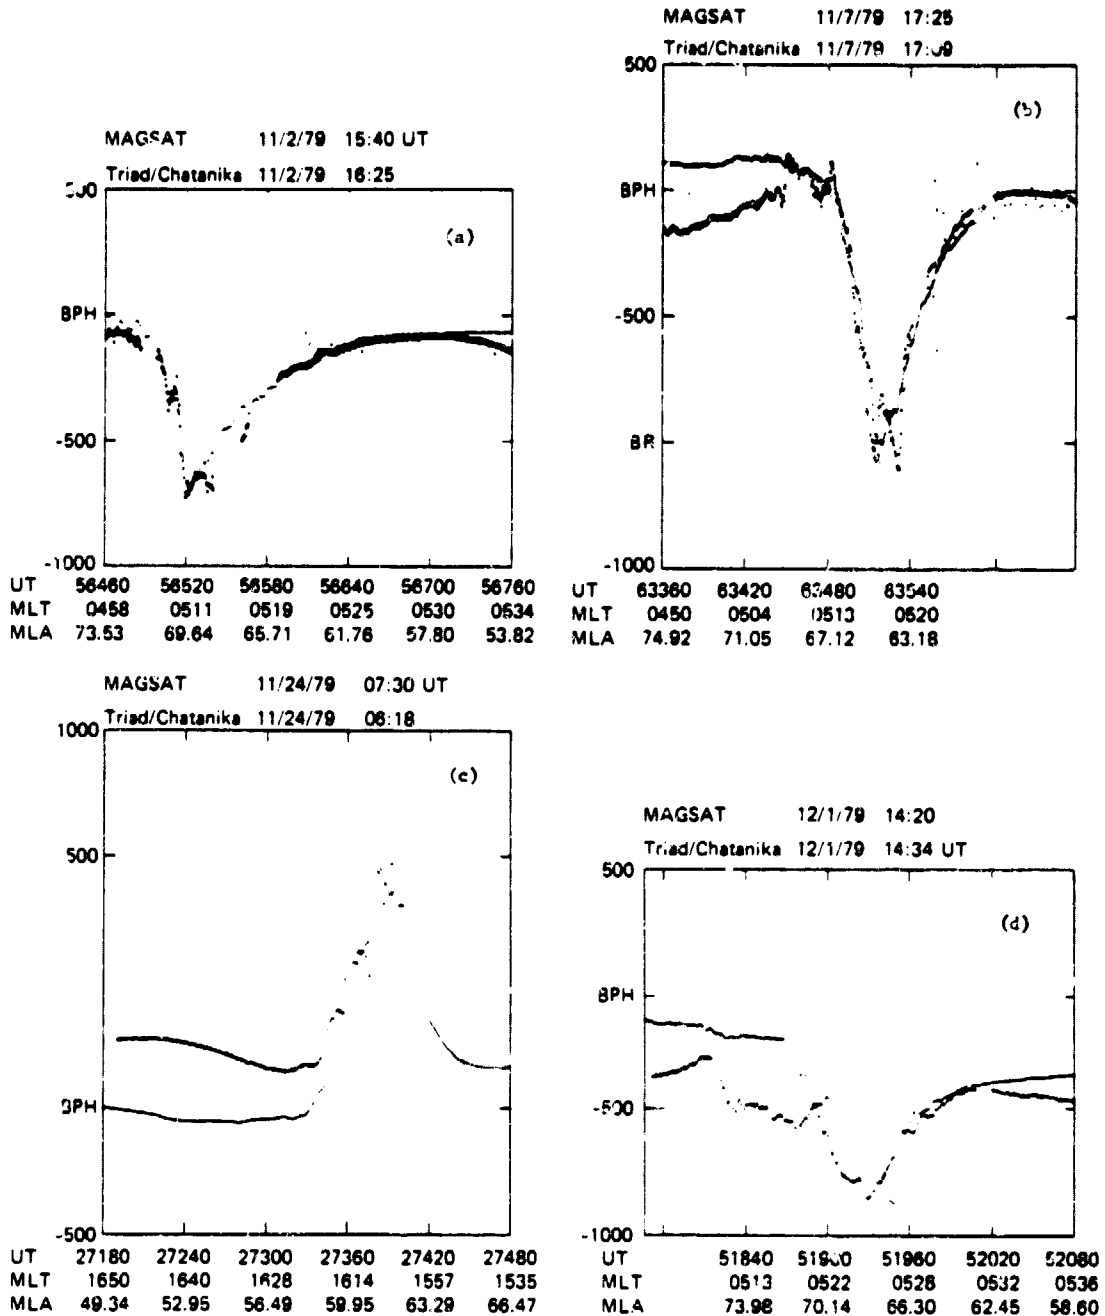 MAGSAT 11/2/79 15:40 UT
Triad/Chatanika 11/2/79 16:25
(a)
BPH
-500
-1000
UT 56460 56520 56580 56640 56700 56760
MLT 0458 0511 0519 0525 0530 0534
MLA 73.53 69.64 65.71 61.76 57.80 53.82
MAGSAT 11/7/79 17:25
Triad/Chatanika 11/7/79
500
(b)
BPH
-500
BR
-1000
UT 63360 63420 63480 63540
MLT 0450 0504 0513 0520
MLA 74.92 71.05 67.12 63.18
MAGSAT 11/24/79 07:30 UT
Triad/Chatanika 11/24/79 06:18
1000
(c)
500
BPH
-500
UT 27180 27240 27300 27360 27420 27480
MLT 1650 1640 1628 1614 1557 1535
MLA 49.34 52.95 56.49 59.95 63.29 66.47
MAGSAT 12/1/79 14:20
Triad/Chatanika 12/1/79 14:34 UT
500
(d)
BPH
-500
-1000
UT 51840 51900 51960 52020 52080
MLT 0513 0522 0528 0532 0536
MLA 73.98 70.14 66.30 62.45 58.60